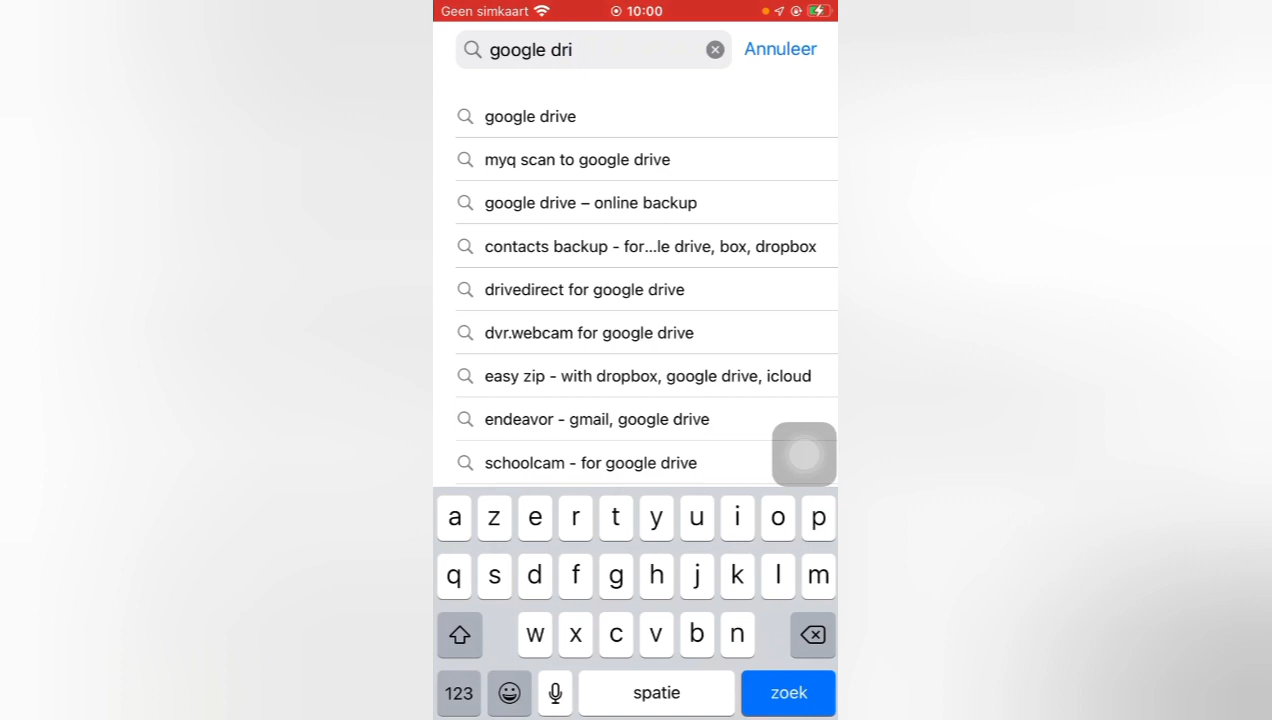 Geen simkaart 10:00
google dri Annuleer
google drive
myq scan to google drive
google drive – online backup
contacts backup - for...le drive, box, dropbox
drivedirect for google drive
dvr.webcam for google drive
easy zip - with dropbox, google drive, icloud
endeavor - gmail, google drive
schoolcam - for google drive
a z e r t y u i o p
q s d f g h j k l m
w x c v b n
123 spatie zoek